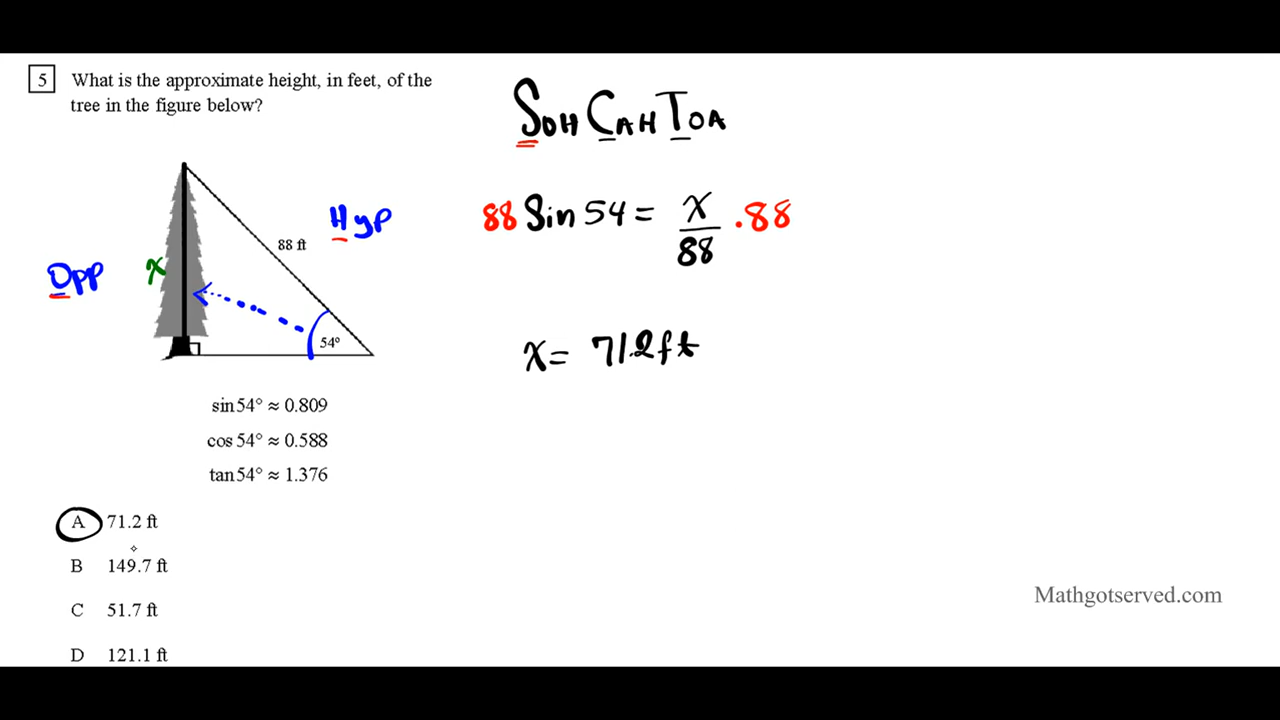 5 What is the approximate height, in feet, of the
tree in the figure below?
SOH CAH TOA
88 Sin 54 = x/88 .88
Hyp
88 ft
Opp
x
54°
x = 71.2 ft
sin 54° ≈ 0.809
cos 54° ≈ 0.588
tan 54° ≈ 1.376
A 71.2 ft
B 149.7 ft
C 51.7 ft
D 121.1 ft
Mathgotserved.com